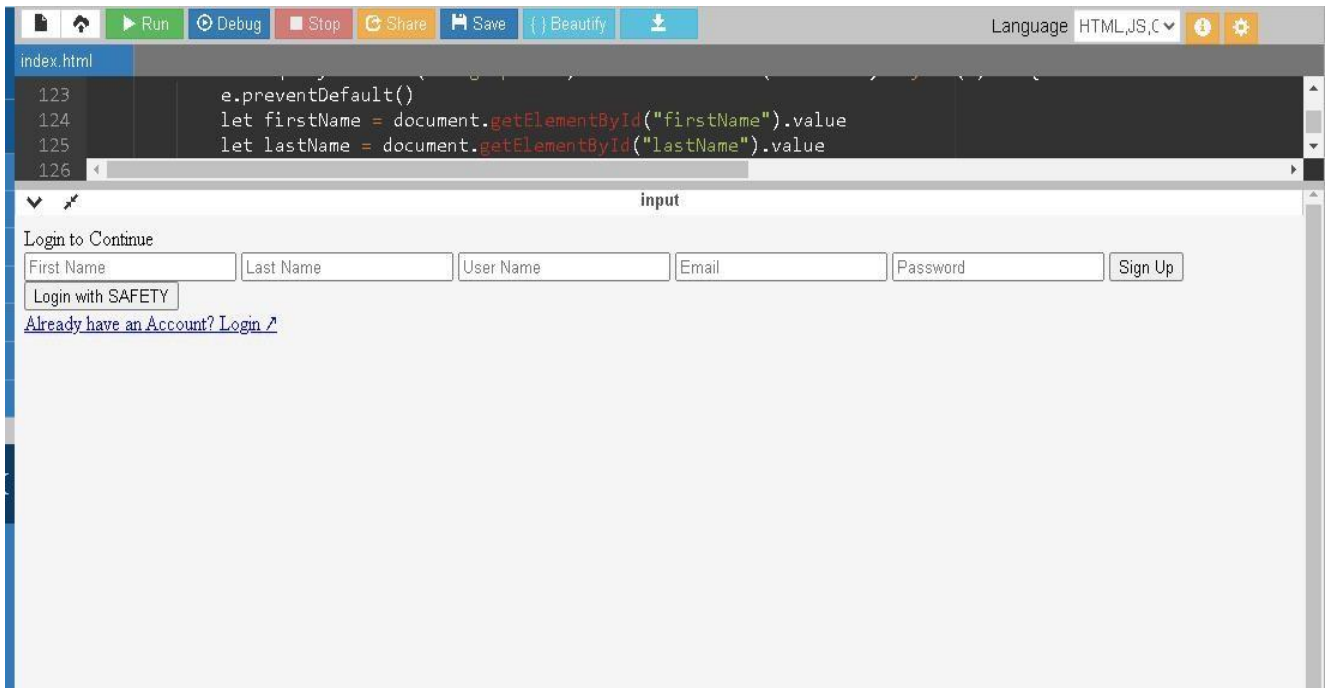 Run Debug Stop Share Save { } Beautify Language HTML,JS,C
index.html
123 e.preventDefault()
124 let firstName = document.getElementById("firstName").value
125 let lastName = document.getElementById("lastName").value
126
input
Login to Continue
First Name Last Name User Name Email Password Sign Up
Login with SAFETY
Already have an Account? Login ↗